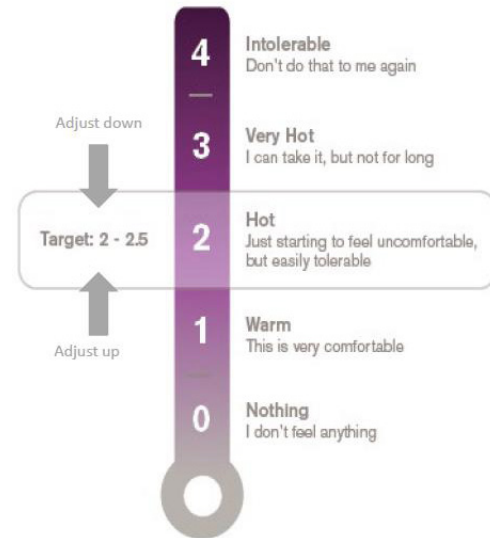 4
Intolerable
Don't do that to me again
Adjust down
3
Very Hot
I can take it, but not for long
Target: 2 - 2.5
2
Hot
Just starting to feel uncomfortable,
but easily tolerable
1
Warm
This is very comfortable
Adjust up
0
Nothing
I don't feel anything